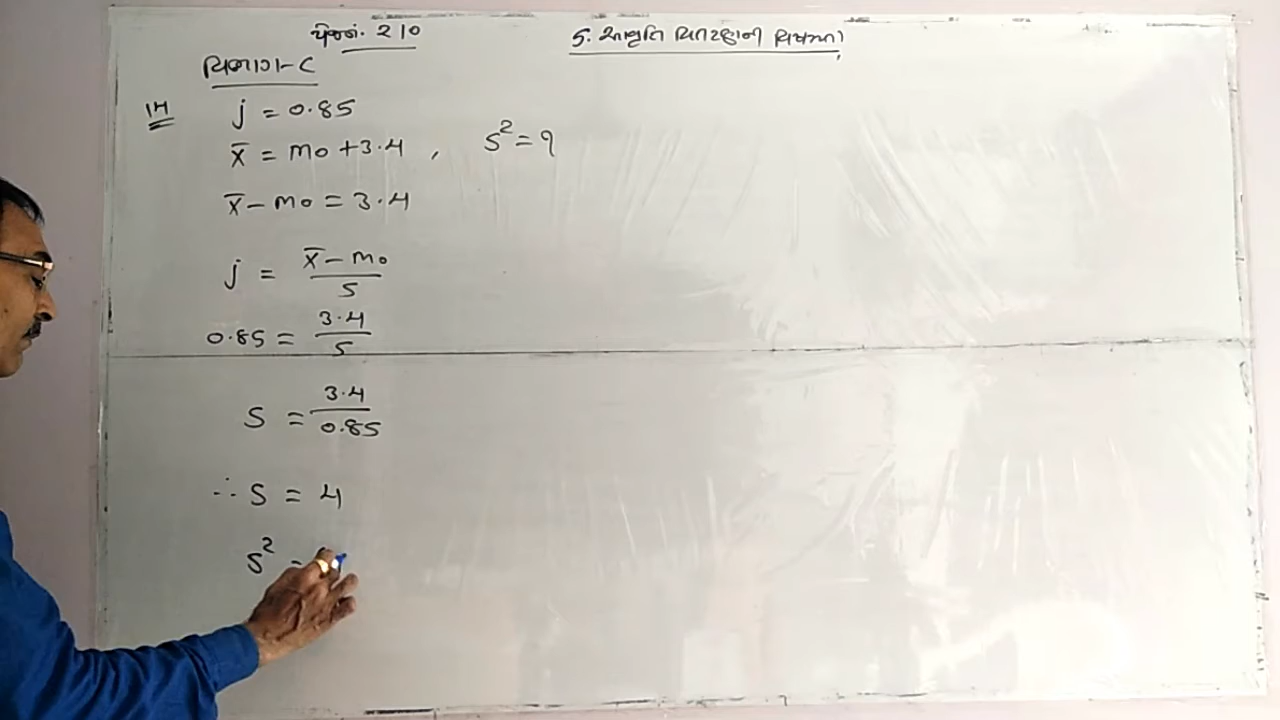 પેજનં. 210
5. આવૃત્તિ વિતરણની વિષમતા
વિભાગ-C
14
j = 0.85
x̄ = Mo + 3.4 , S² = ?
x̄ - Mo = 3.4
j = (x̄ - Mo) / S
0.85 = 3.4 / S
S = 3.4 / 0.85
∴ S = 4
S² =